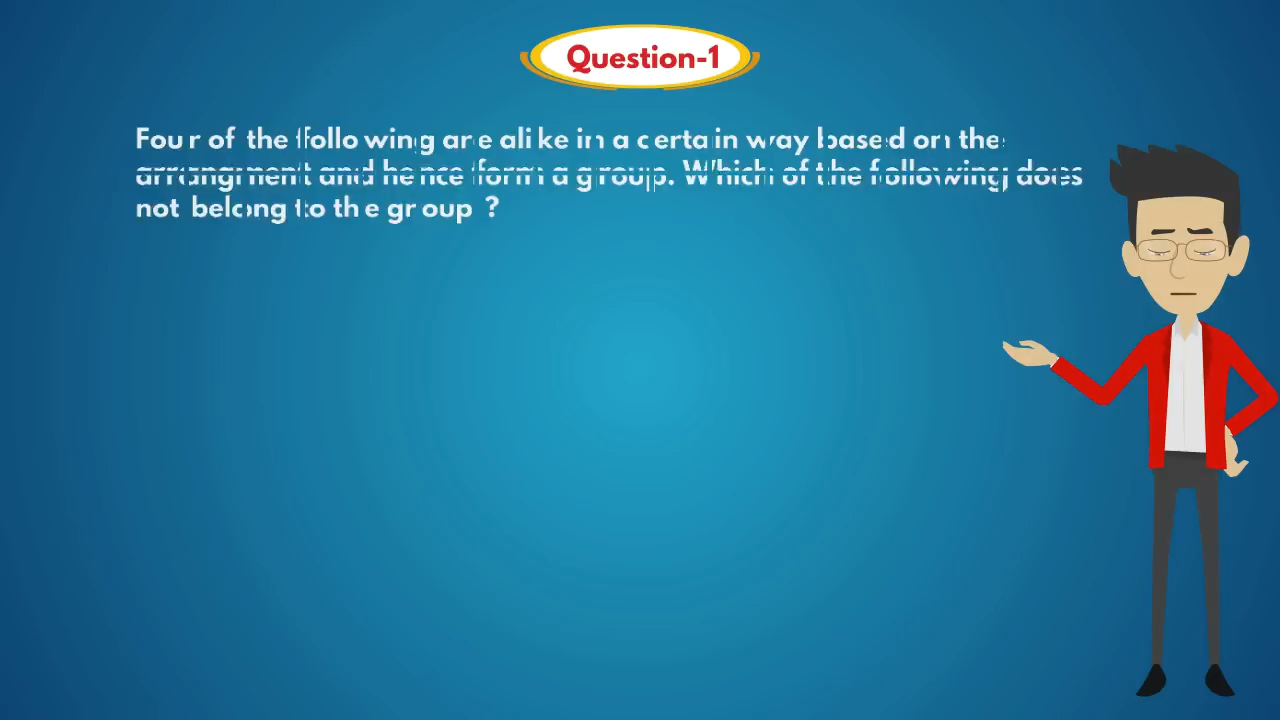 Question-1
Four of the following are alike in a certain way based on the
arrangment and hence form a group. Which of the following does
not belong to the group ?